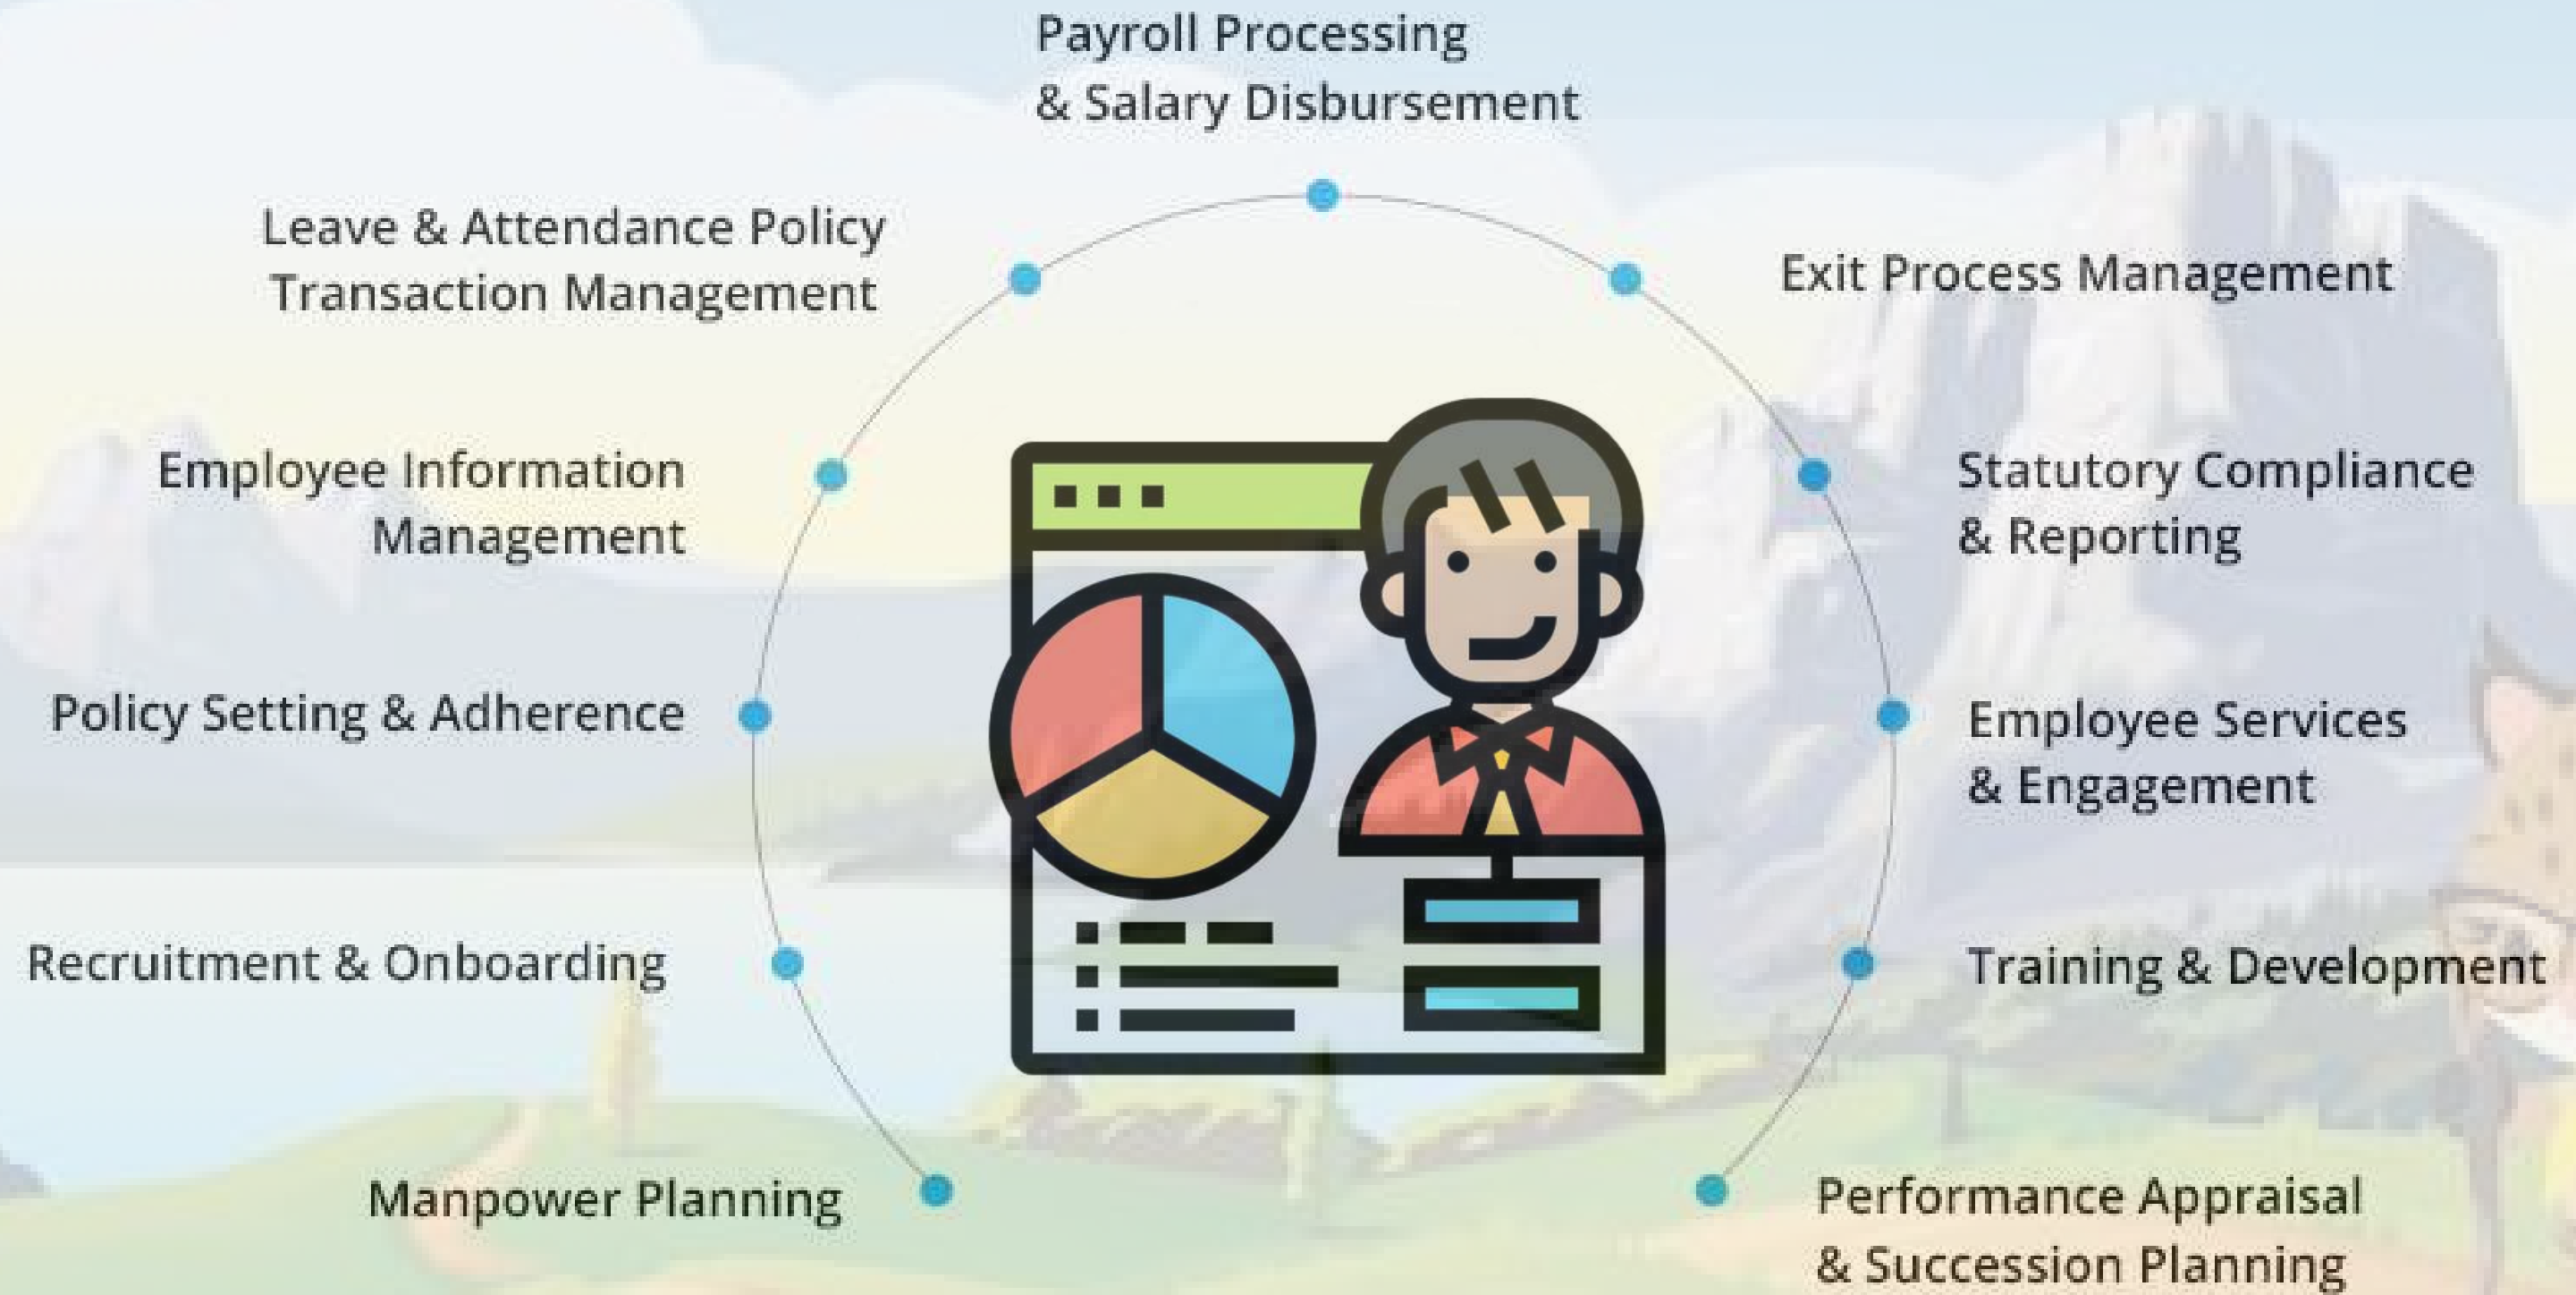 Payroll Processing
& Salary Disbursement
Leave & Attendance Policy
Transaction Management
Exit Process Management
Employee Information
Management
Statutory Compliance
& Reporting
Policy Setting & Adherence
Employee Services
& Engagement
Recruitment & Onboarding
Training & Development
Manpower Planning
Performance Appraisal
& Succession Planning